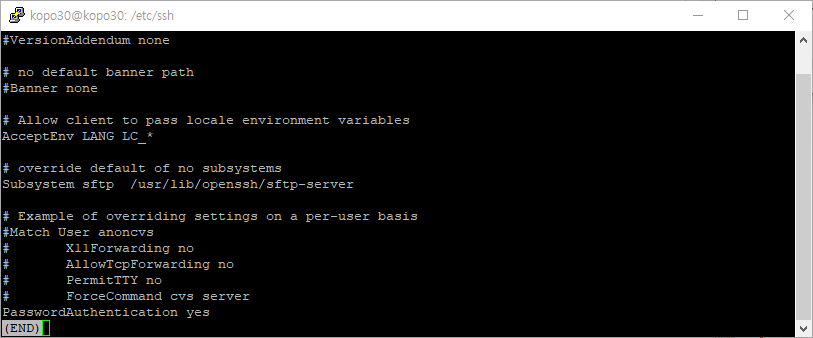 kopo30@kopo30: /etc/ssh
#VersionAddendum none
# no default banner path
#Banner none
# Allow client to pass locale environment variables
AcceptEnv LANG LC_*
# override default of no subsystems
Subsystem sftp  /usr/lib/openssh/sftp-server
# Example of overriding settings on a per-user basis
#Match User anoncvs
#       X11Forwarding no
#       AllowTcpForwarding no
#       PermitTTY no
#       ForceCommand cvs server
PasswordAuthentication yes
(END)